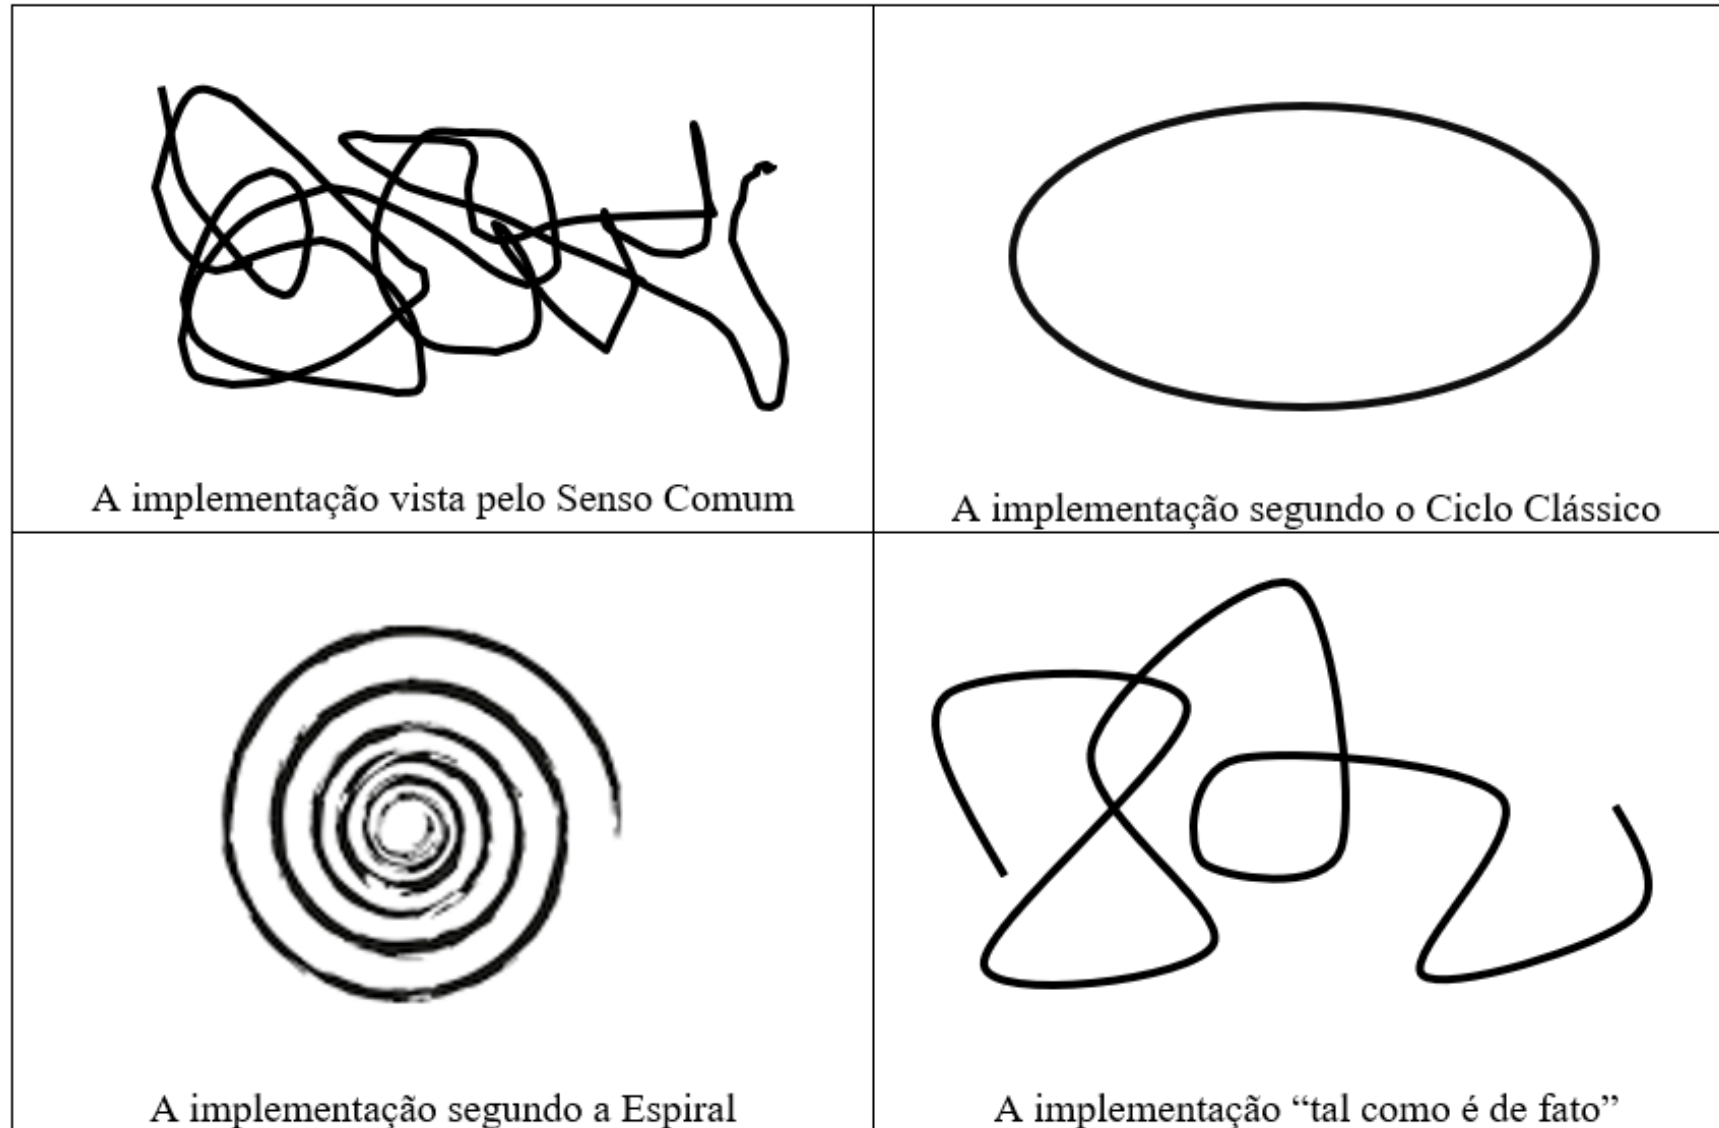 A implementação vista pelo Senso Comum
A implementação segundo o Ciclo Clássico
A implementação segundo a Espiral
A implementação “tal como é de fato”